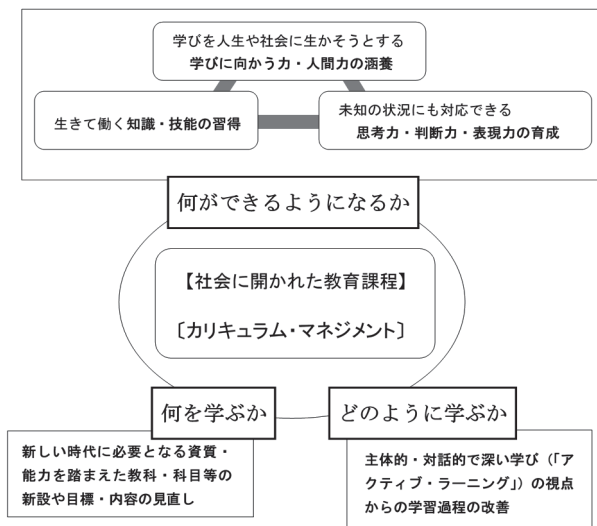 学びを人生や社会に生かそうとする
学びに向かう力・人間力の涵養
生きて働く知識・技能の習得
未知の状況にも対応できる
思考力・判断力・表現力の育成
何ができるようになるか
【社会に開かれた教育課程】
〔カリキュラム・マネジメント〕
何を学ぶか
どのように学ぶか
新しい時代に必要となる資質・
能力を踏まえた教科・科目等の
新設や目標・内容の見直し
主体的・対話的で深い学び（「ア
クティブ・ラーニング」）の視点
からの学習過程の改善